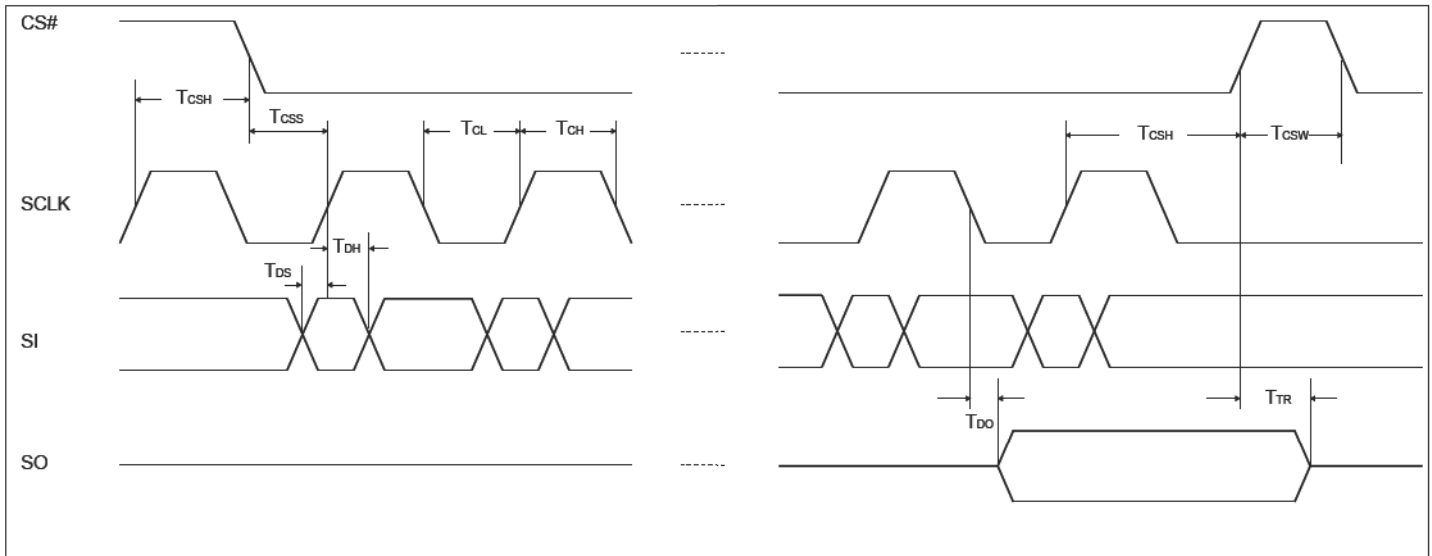 CS#
TCSH
TCSS
TCL
TCH
TCSH
TCSW
SCLK
TDH
TDS
SI
TTR
TDO
SO